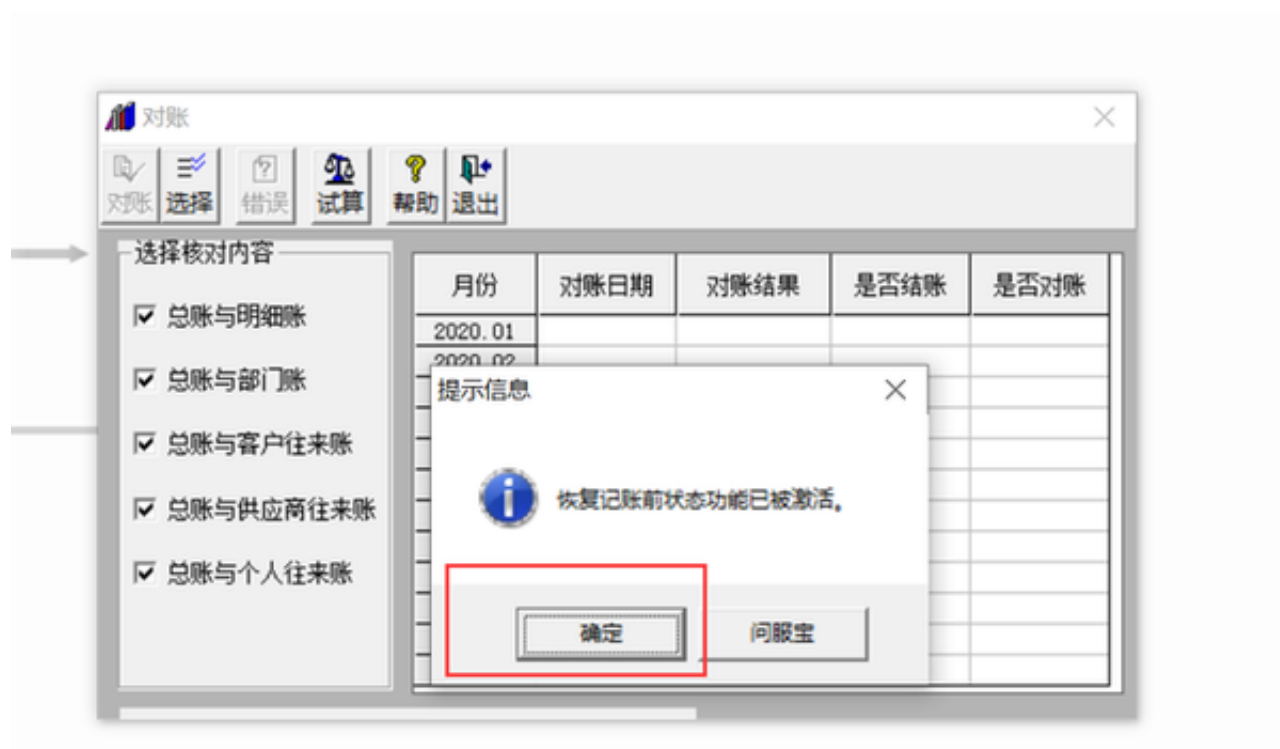 对账
对账 选择 错误 试算 帮助 退出
选择核对内容
总账与明细账
总账与部门账
总账与客户往来账
总账与供应商往来账
总账与个人往来账
月份 对账日期 对账结果 是否结账 是否对账
2020.01
2020.02
提示信息
恢复记账前状态功能已被激活。
确定 问服宝